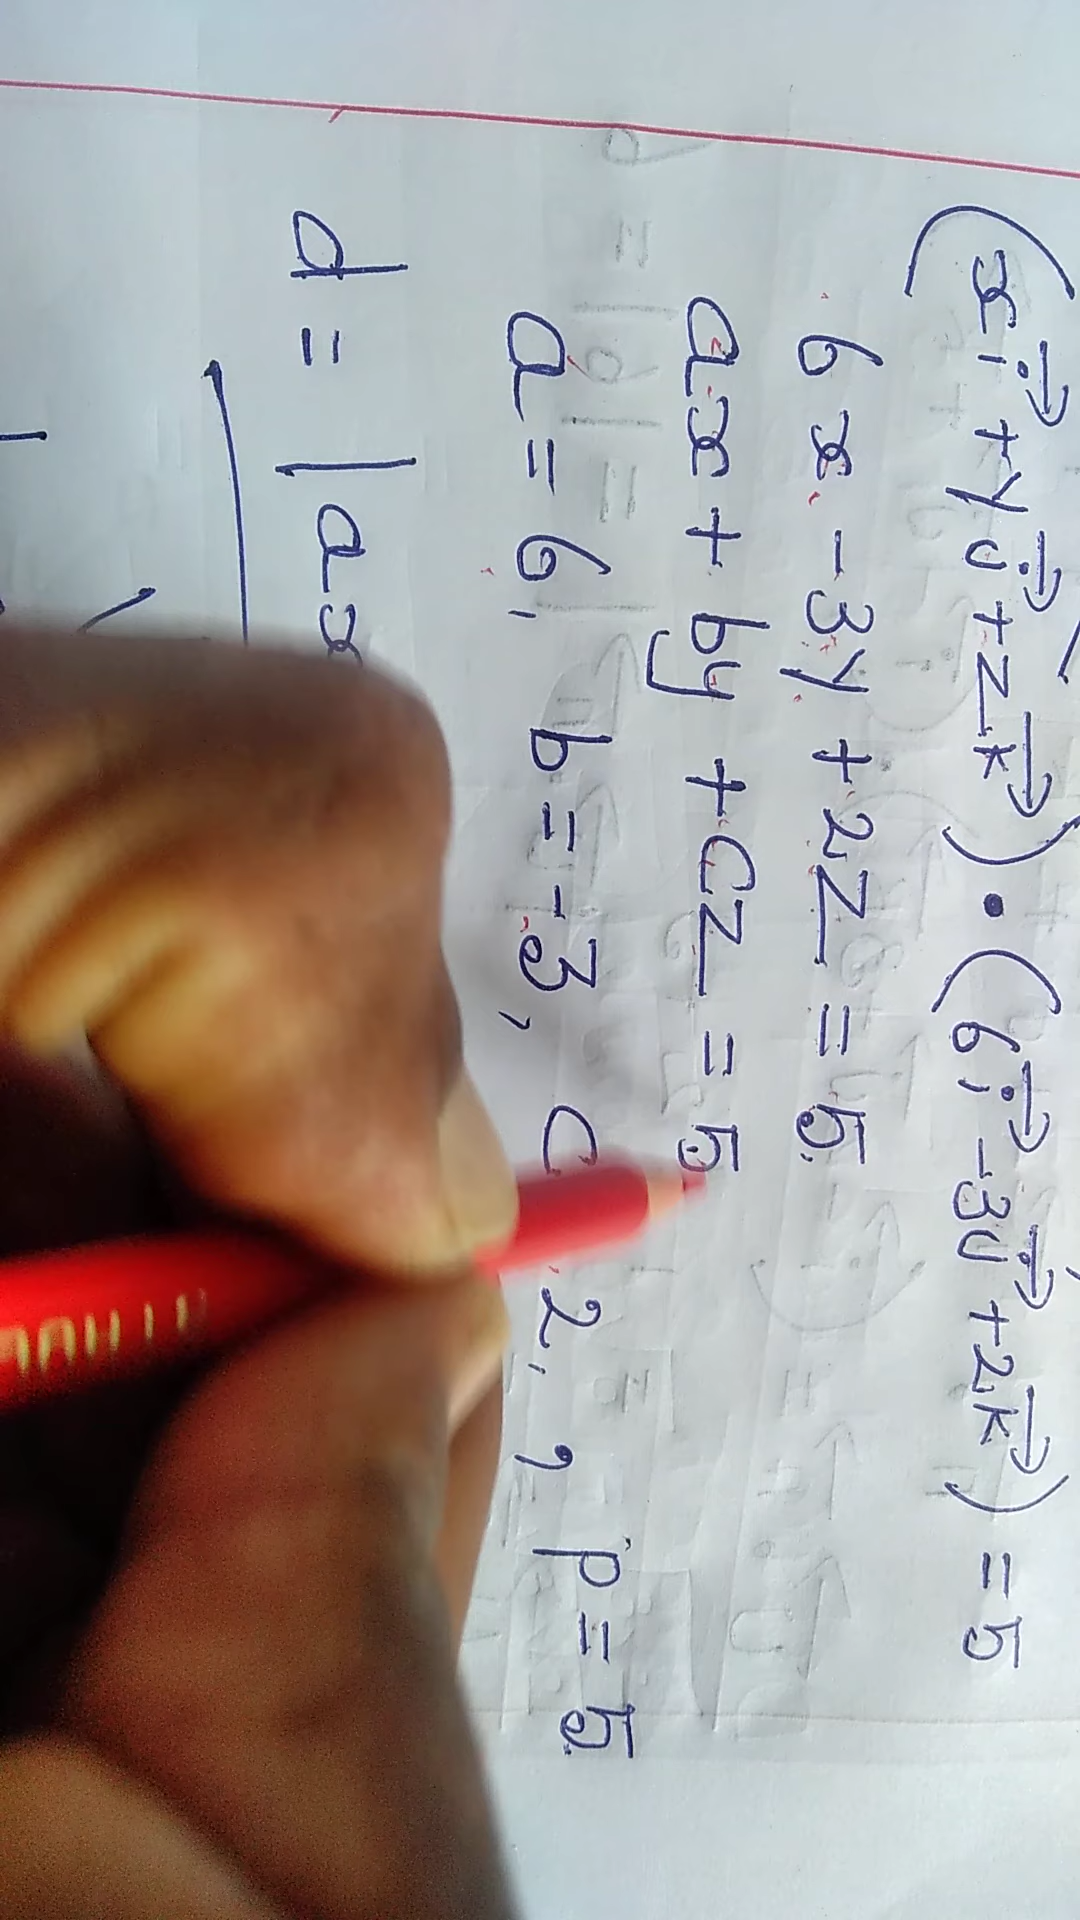 (xi⃗ + yj⃗ + zk⃗) • (6i⃗ - 3j⃗ + 2k⃗) = 5
6x - 3y + 2z = 5
ax + by + cz = 5
a = 6, b = -3, c 2, , p = 5
d = | ax